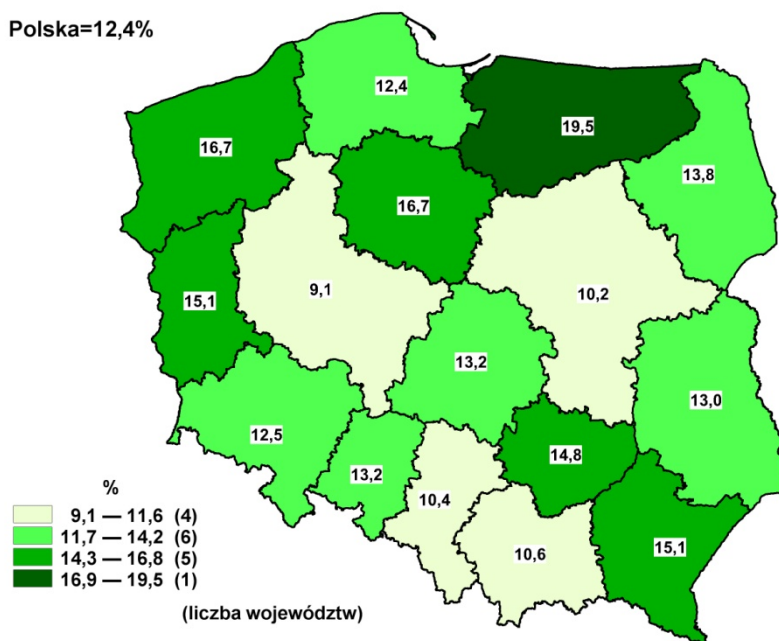 Polska=12,4%
12,4
16,7
19,5
13,8
16,7
15,1
9,1
10,2
13,2
13,0
12,5
13,2
14,8
10,4
10,6
15,1
%
9,1 — 11,6 (4)
11,7 — 14,2 (6)
14,3 — 16,8 (5)
16,9 — 19,5 (1)
(liczba województw)